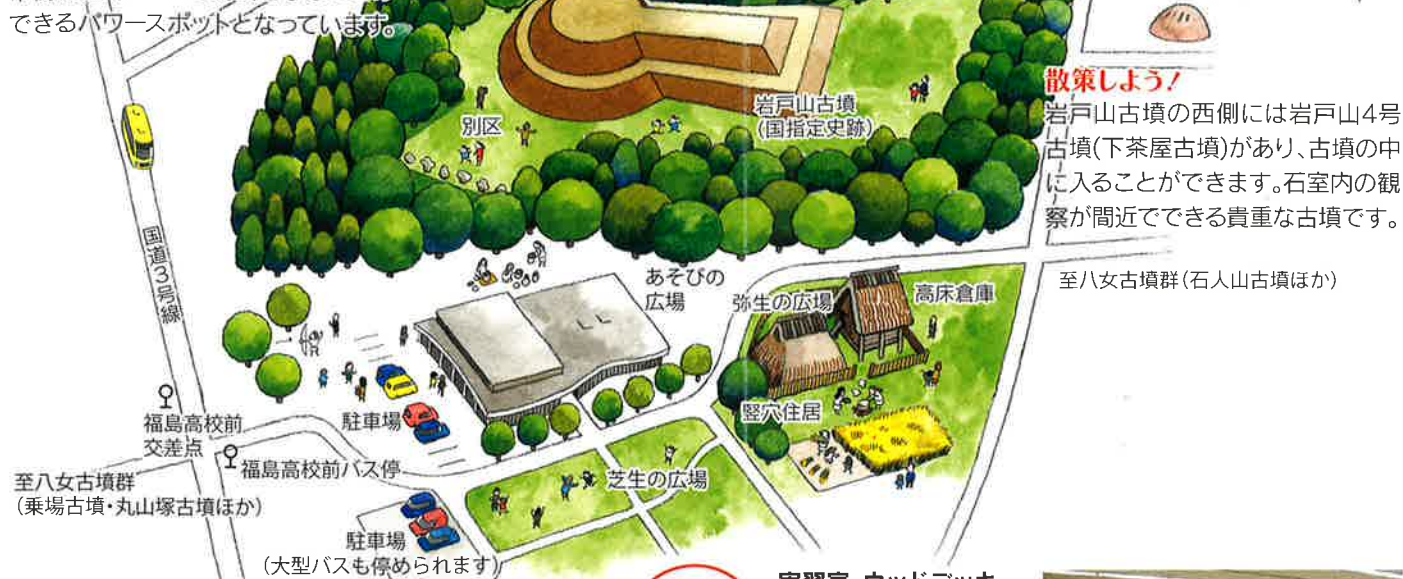 できるパワースポットとなっています。
散策しよう!
岩戸山古墳の西側には岩戸山4号
古墳(下茶屋古墳)があり、古墳の中
に入ることができます。石室内の観
察が間近でできる貴重な古墳です。
岩戸山古墳
(国指定史跡)
別区
国道3号線
あそびの
広場
弥生の広場
高床倉庫
至八女古墳群(石人山古墳ほか)
竪穴住居
駐車場
福島高校前
交差点
福島高校前バス停
至八女古墳群
(乗場古墳・丸山塚古墳ほか)
芝生の広場
駐車場
(大型バスも停められます)